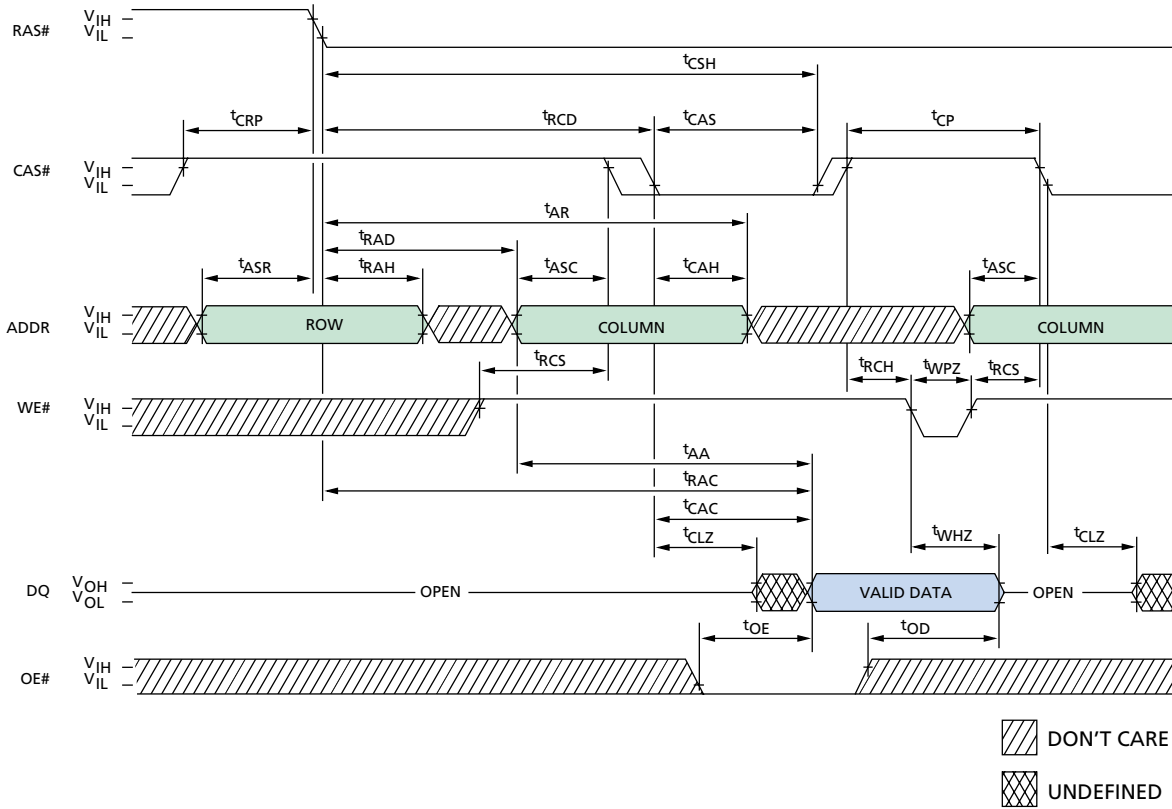 RAS# VIH
VIL
tCSH
tCRP tRCD tCAS tCP
CAS# VIH
VIL
tAR
tRAD
tASR tRAH tASC tCAH tASC
ADDR VIH
VIL
ROW COLUMN COLUMN
tRCS tRCH tWPZ tRCS
WE# VIH
VIL
tAA
tRAC
tCAC
tCLZ tWHZ tCLZ
DQ VOH
VOL
OPEN VALID DATA OPEN
tOE tOD
OE# VIH
VIL
DON'T CARE
UNDEFINED